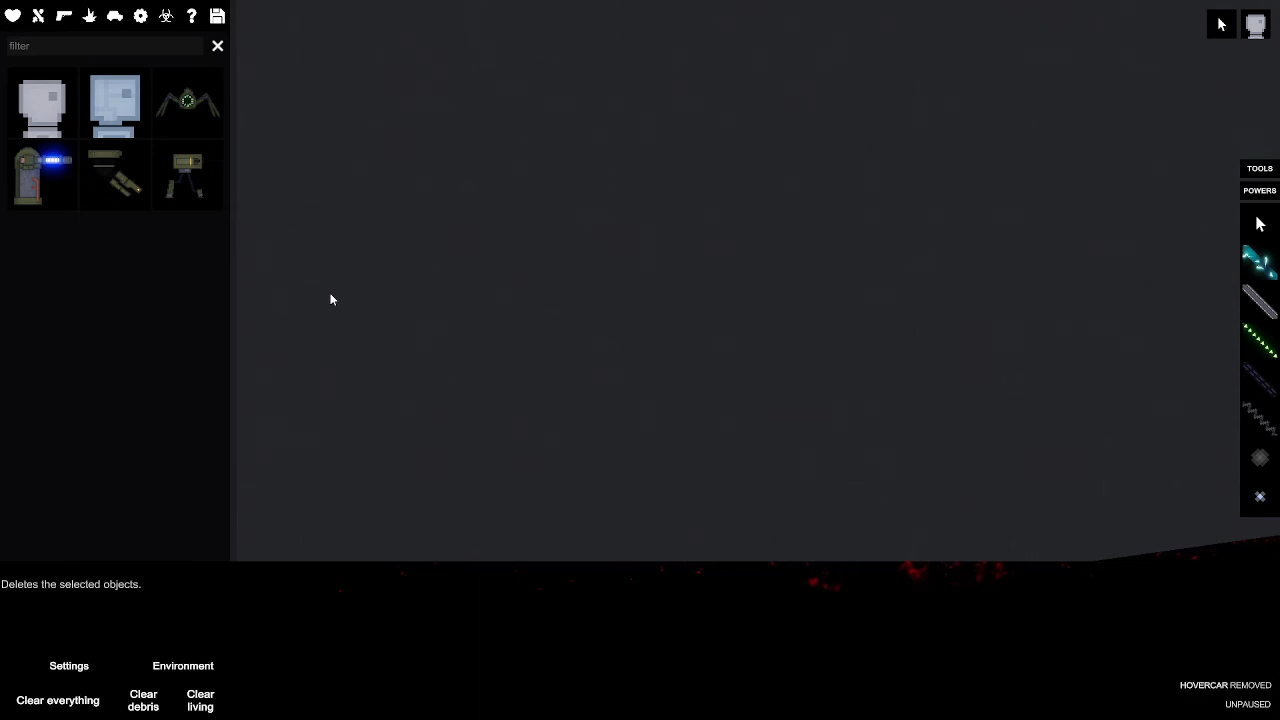 filter
TOOLS
POWERS
Deletes the selected objects.
Settings
Environment
Clear everything
Clear debris
Clear living
HOVERCAR REMOVED
UNPAUSED